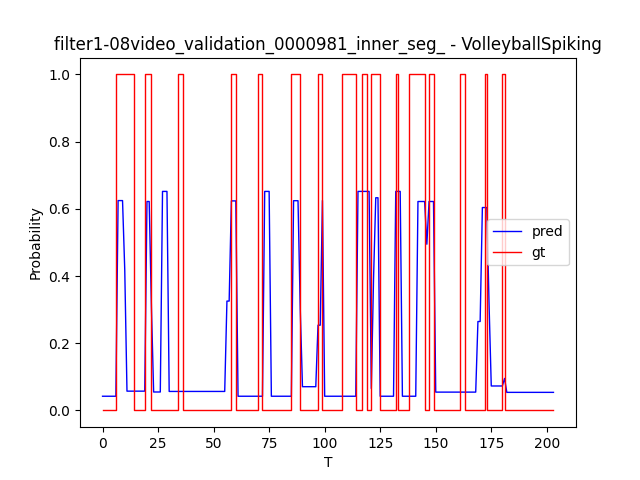 filter1-08video_validation_0000981_inner_seg_ - VolleyballSpiking
1.0
0.8
0.6
0.4
0.2
0.0
Probability
pred
gt
0 25 50 75 100 125 150 175 200
T